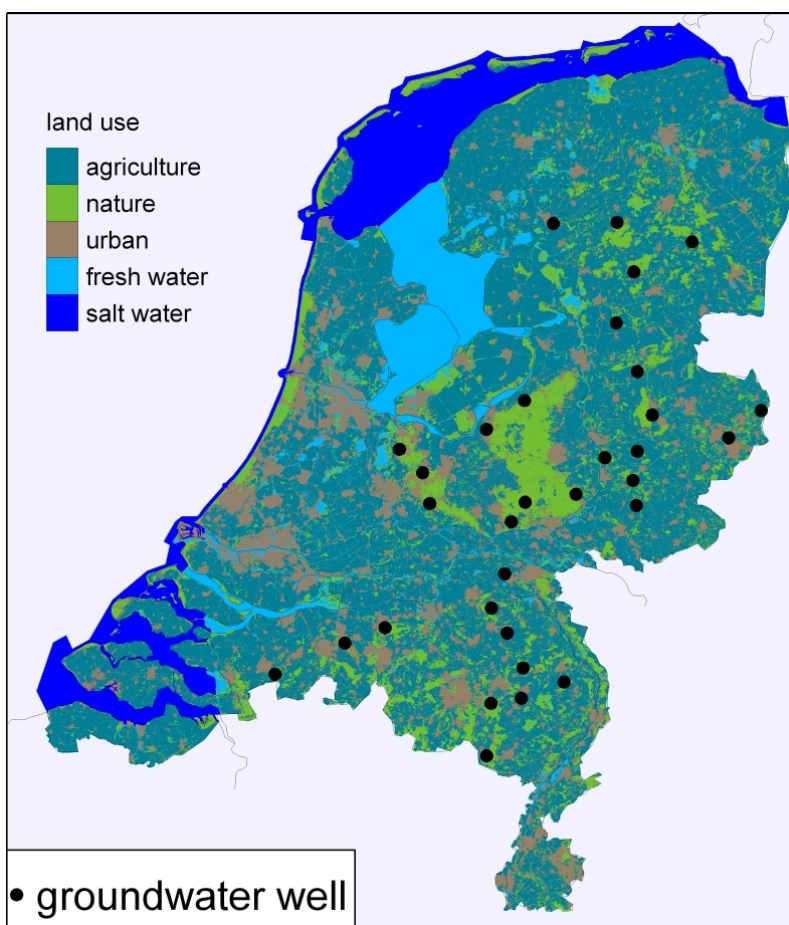 land use
agriculture
nature
urban
fresh water
salt water
groundwater well